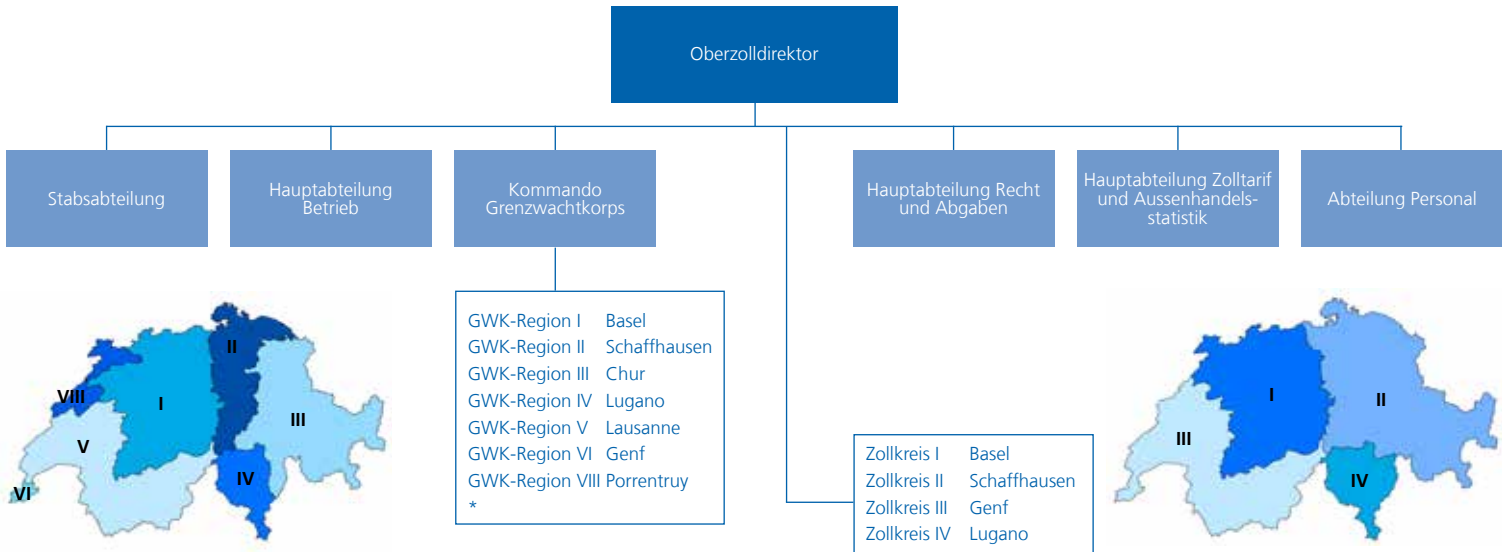 Oberzolldirektor
Stabsabteilung
Hauptabteilung
Betrieb
Kommando
Grenzwachtkorps
Hauptabteilung Recht
und Abgaben
Hauptabteilung Zolltarif
und Aussenhandels-
statistik
Abteilung Personal
II
VIII
I
III
V
IV
VI
GWK-Region I Basel
GWK-Region II Schaffhausen
GWK-Region III Chur
GWK-Region IV Lugano
GWK-Region V Lausanne
GWK-Region VI Genf
GWK-Region VIII Porrentruy
*
Zollkreis I Basel
Zollkreis II Schaffhausen
Zollkreis III Genf
Zollkreis IV Lugano
I
II
III
IV